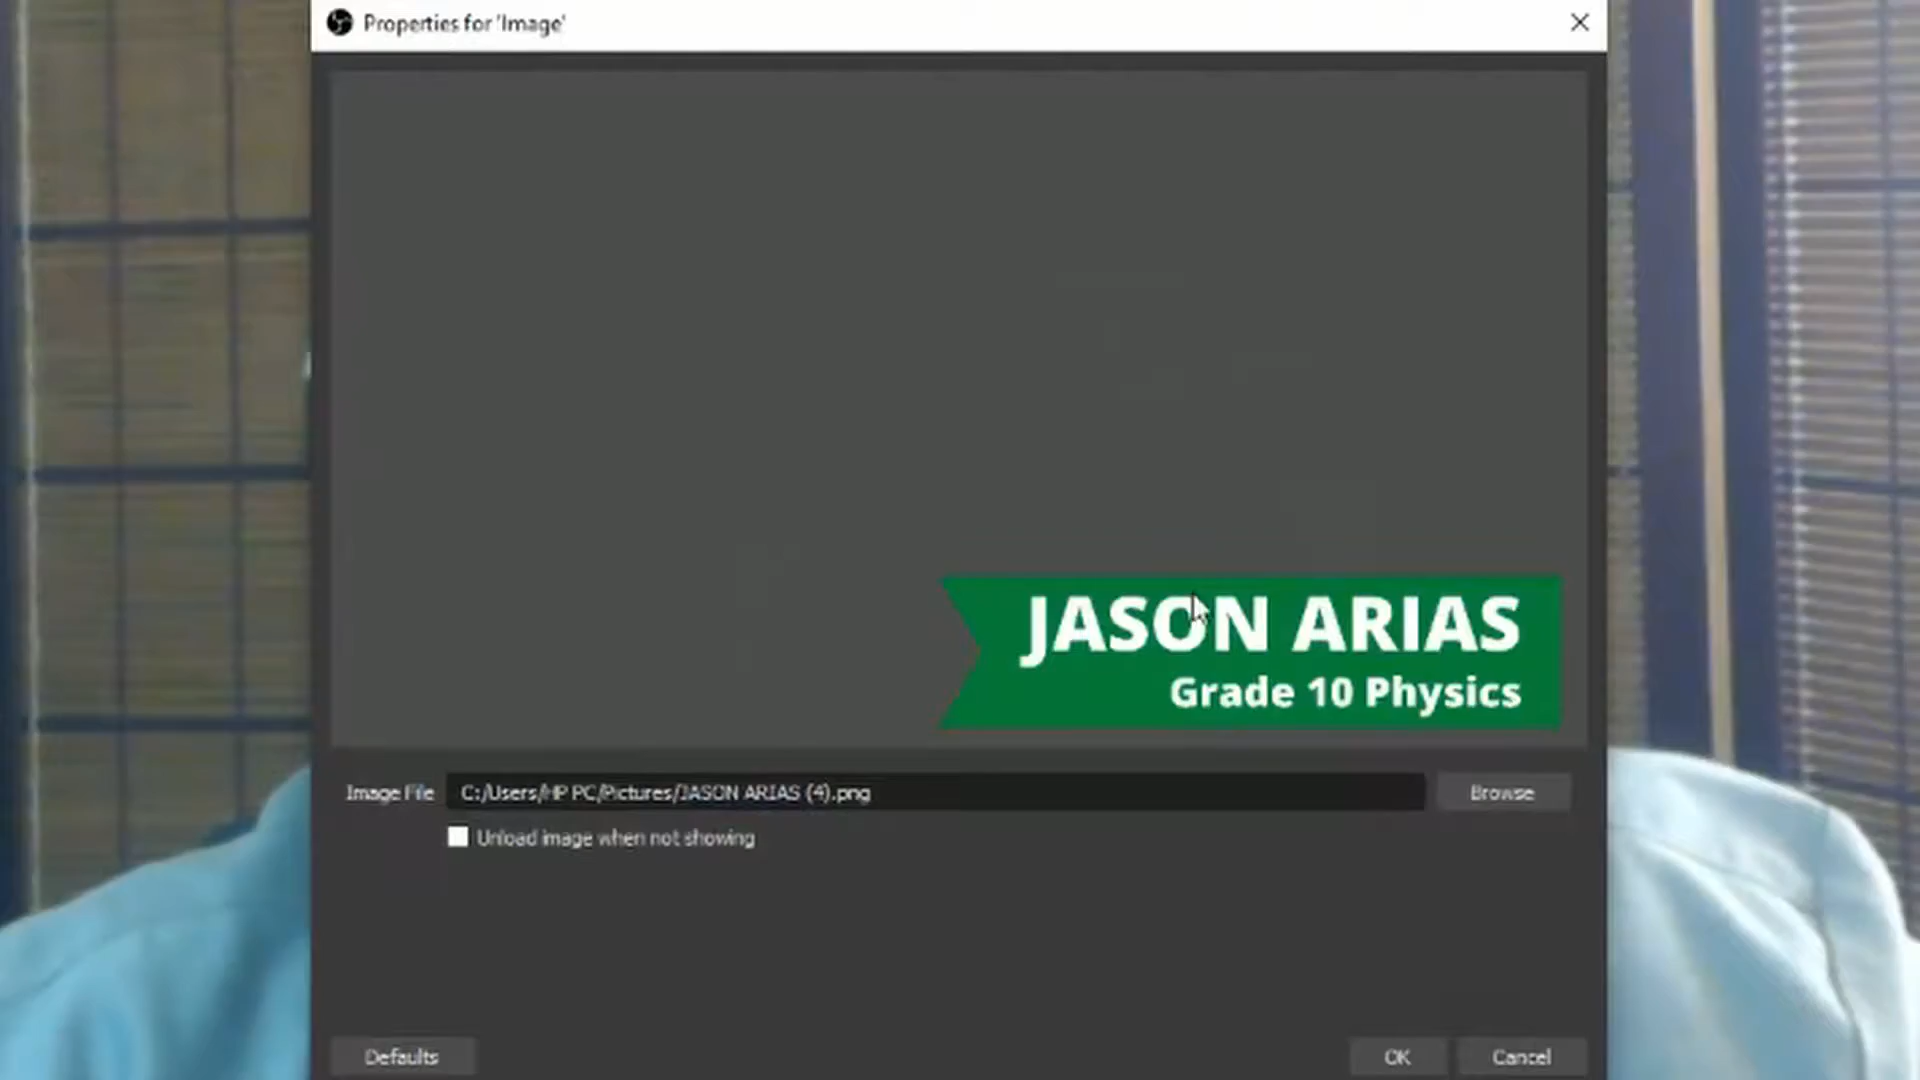 Properties for 'Image'
JASON ARIAS
Grade 10 Physics
Image File C:/Users/HP PC/Pictures/JASON ARIAS (4).png Browse
Unload image when not showing
Defaults OK Cancel